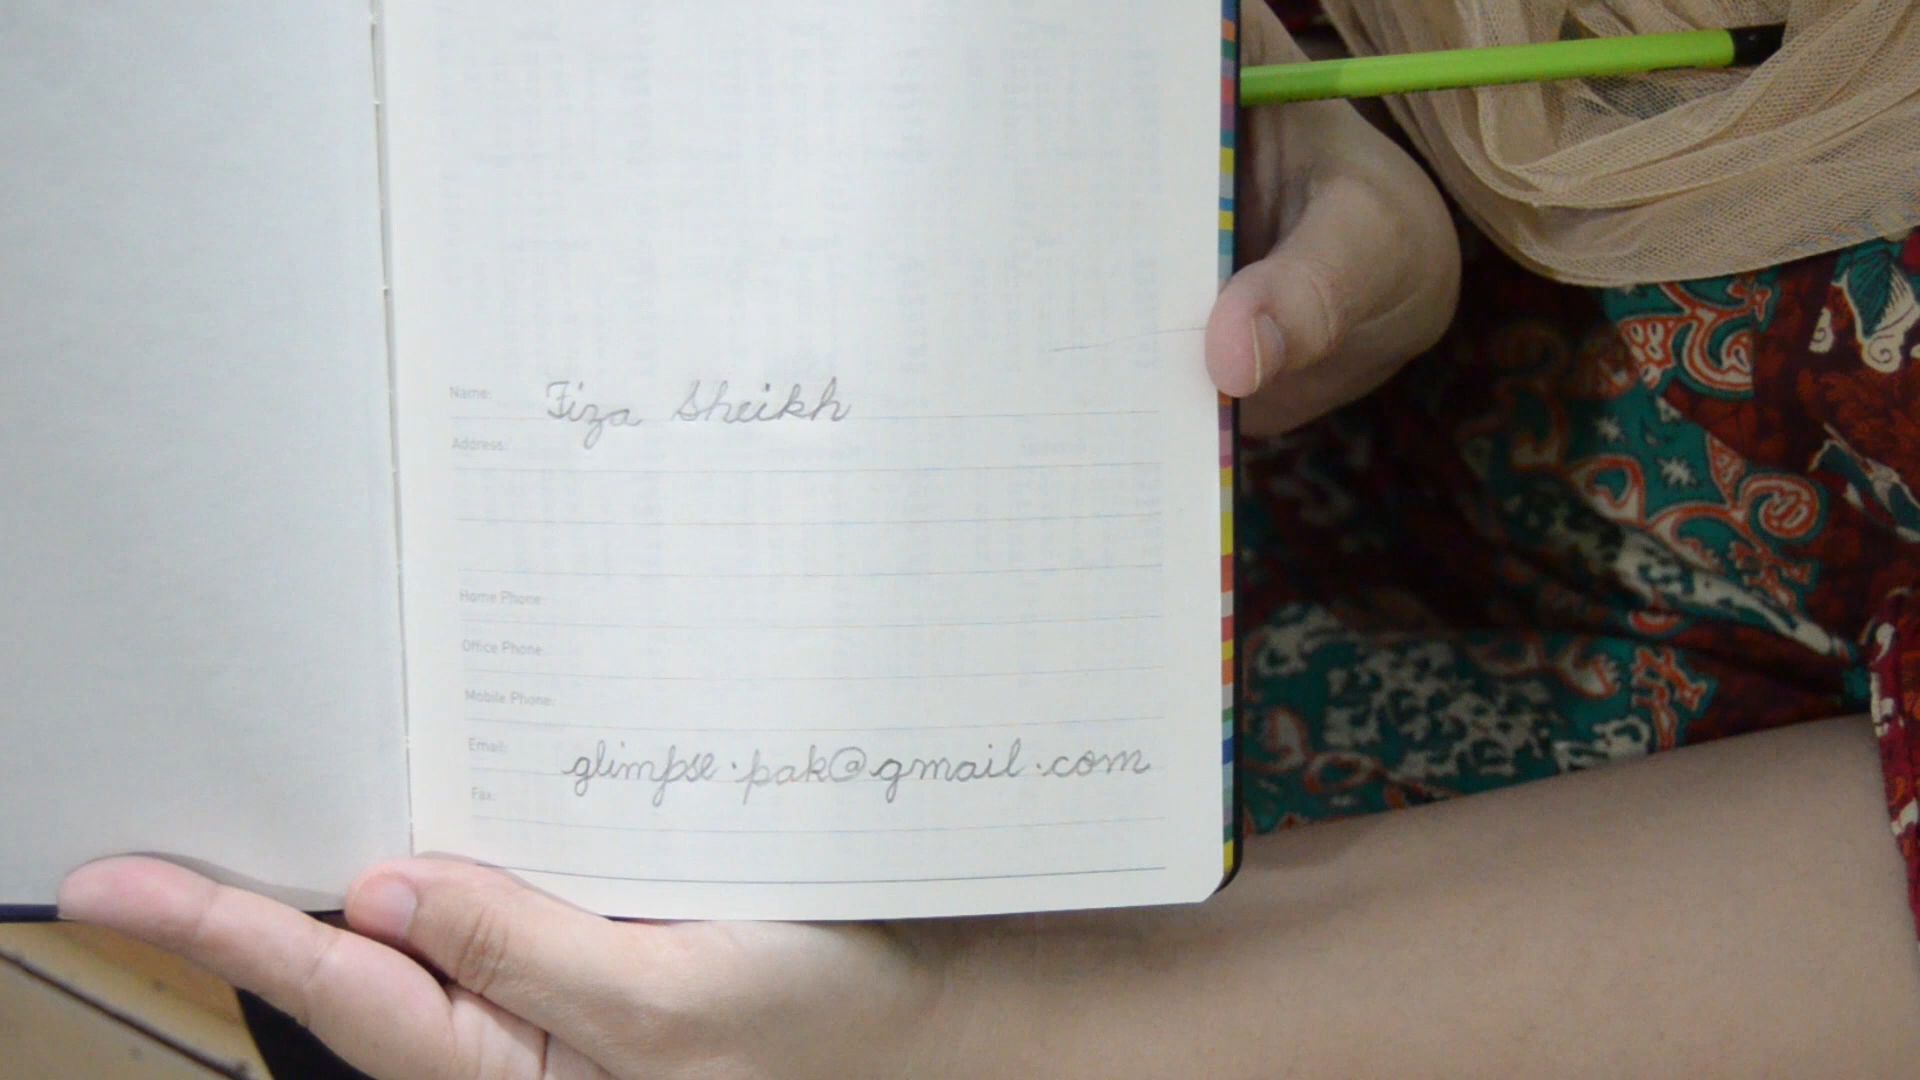 Name: Fiza Sheikh
Address:
Home Phone:
Office Phone:
Mobile Phone:
Email: glimpse.pak@gmail.com
Fax: